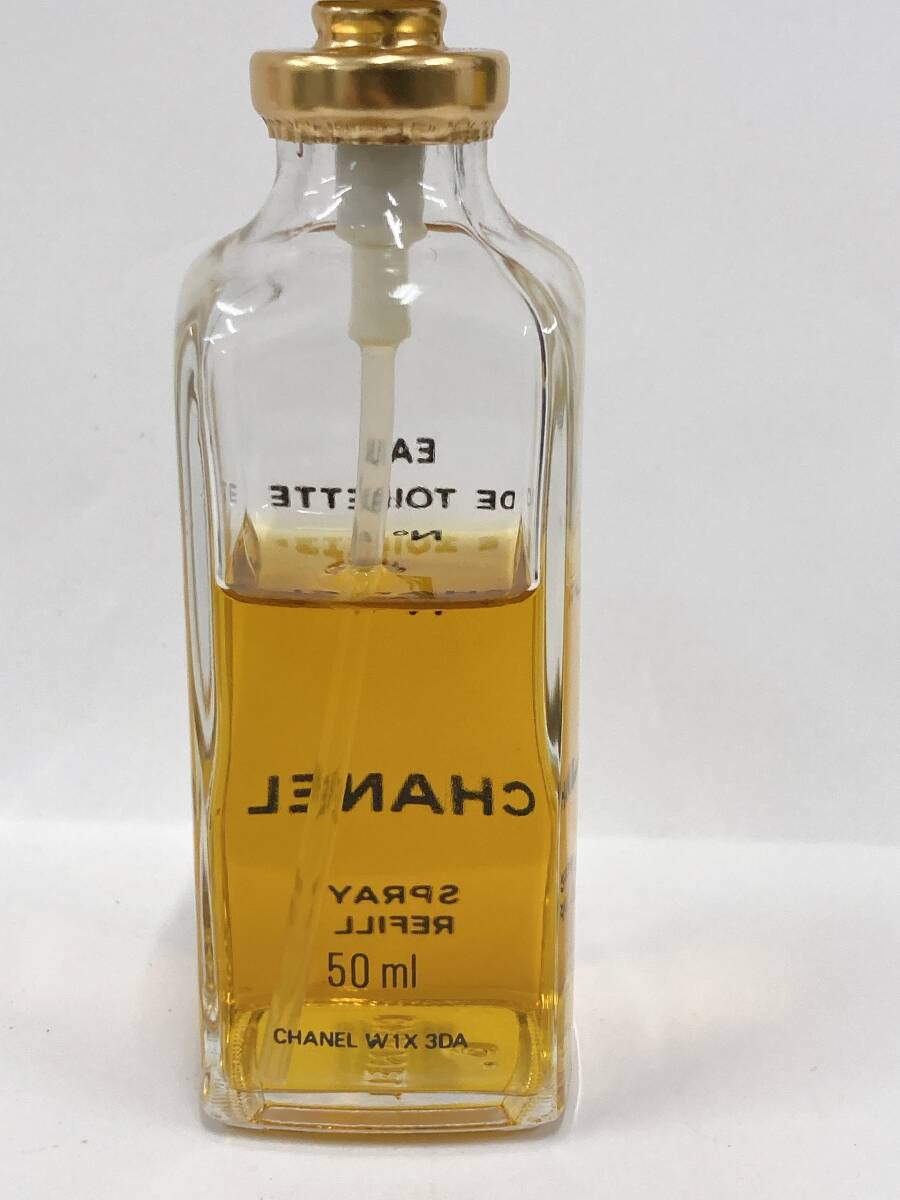 EAU
DE TOILETTE
N°
CHANEL
SPRAY
REFILL
50 ml
CHANEL W1X 3DA